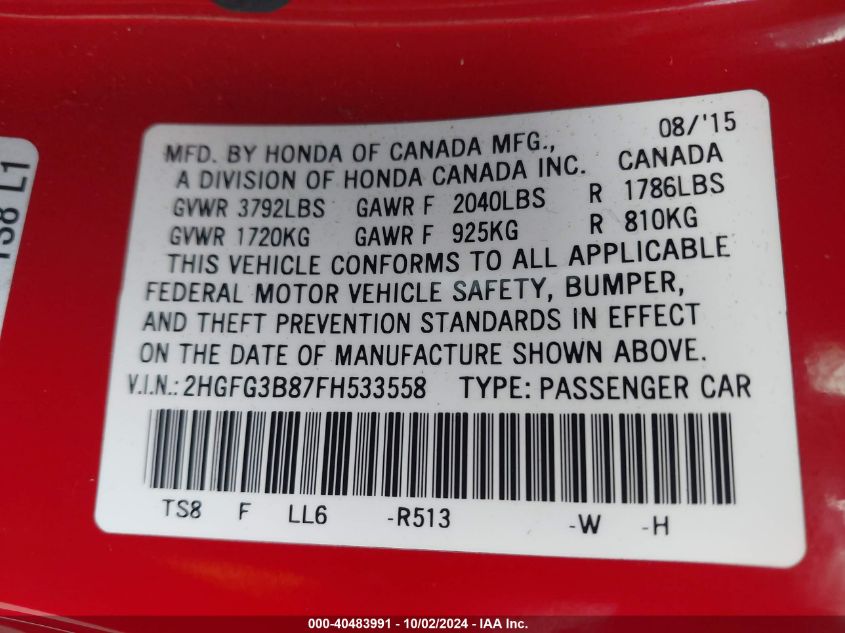 TS8 L1
08/'15
MFD. BY HONDA OF CANADA MFG.,
A DIVISION OF HONDA CANADA INC. CANADA
GVWR 3792LBS GAWR F 2040LBS R 1786LBS
GVWR 1720KG GAWR F 925KG R 810KG
THIS VEHICLE CONFORMS TO ALL APPLICABLE
FEDERAL MOTOR VEHICLE SAFETY, BUMPER,
AND THEFT PREVENTION STANDARDS IN EFFECT
ON THE DATE OF MANUFACTURE SHOWN ABOVE.
V.I.N.: 2HGFG3B87FH533558 TYPE: PASSENGER CAR
TS8 F LL6 -R513 -W -H
000-40483991 - 10/02/2024 - IAA Inc.